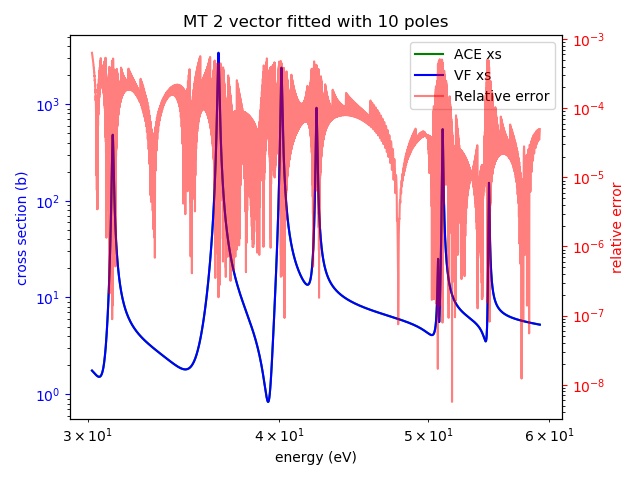 MT 2 vector fitted with 10 poles
ACE xs
VF xs
Relative error
cross section (b)
10³
10²
10¹
10⁰
relative error
10⁻³
10⁻⁴
10⁻⁵
10⁻⁶
10⁻⁷
10⁻⁸
3 × 10¹
4 × 10¹
5 × 10¹
6 × 10¹
energy (eV)